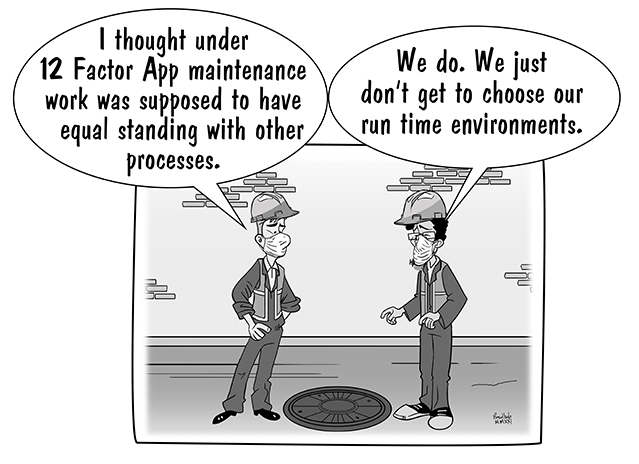 I thought under
12 Factor App maintenance
work was supposed to have
equal standing with other
processes.
We do. We just
don't get to choose our
run time environments.